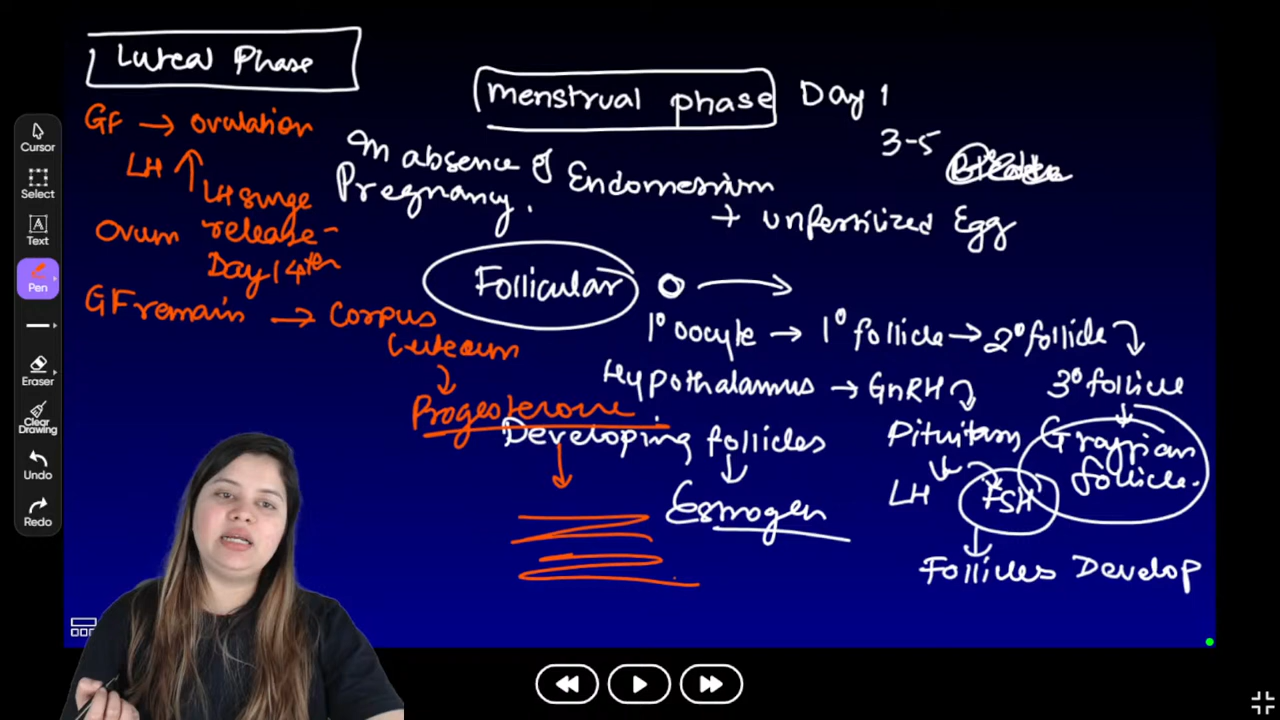 Luteal Phase
GF → ovulation
LH ↑ LH surge
Ovum release -
Day 14th
GF remain → Corpus
Luteum
Progesterone
menstrual phase Day 1
3-5
In absence of
Pregnancy.
Endometrium
+ unfertilized Egg
Follicular
1° oocyte → 1° follicle → 2° follicle
3° follicle
Graafian
follicle.
Hypothalamus → GnRH
Pituitary
LH FSH
Follicles Develop
Developing follicles
Estrogen
Cursor
Select
Text
Pen
Eraser
Clear
Drawing
Undo
Redo